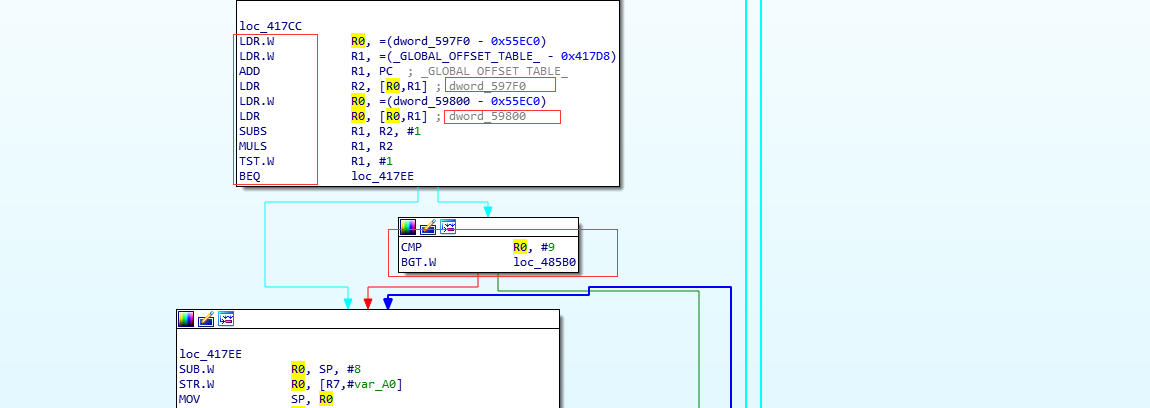 loc_417CC
LDR.W R0, =(dword_597F0 - 0x55EC0)
LDR.W R1, =(_GLOBAL_OFFSET_TABLE_ - 0x417D8)
ADD R1, PC ; _GLOBAL_OFFSET_TABLE_
LDR R2, [R0,R1] ; dword_597F0
LDR.W R0, =(dword_59800 - 0x55EC0)
LDR R0, [R0,R1] ; dword_59800
SUBS R1, R2, #1
MULS R1, R2
TST.W R1, #1
BEQ loc_417EE
CMP R0, #9
BGT.W loc_485B0
loc_417EE
SUB.W R0, SP, #8
STR.W R0, [R7,#var_A0]
MOV SP, R0